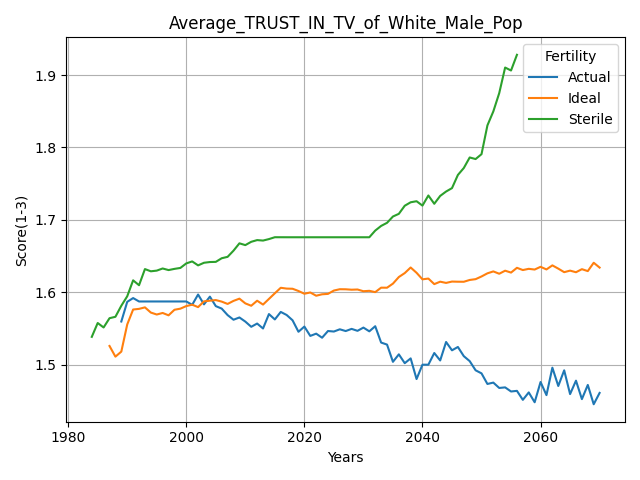 Average_TRUST_IN_TV_of_White_Male_Pop
Fertility
Actual
Ideal
Sterile
Score(1-3)
1.9
1.8
1.7
1.6
1.5
1980
2000
2020
2040
2060
Years